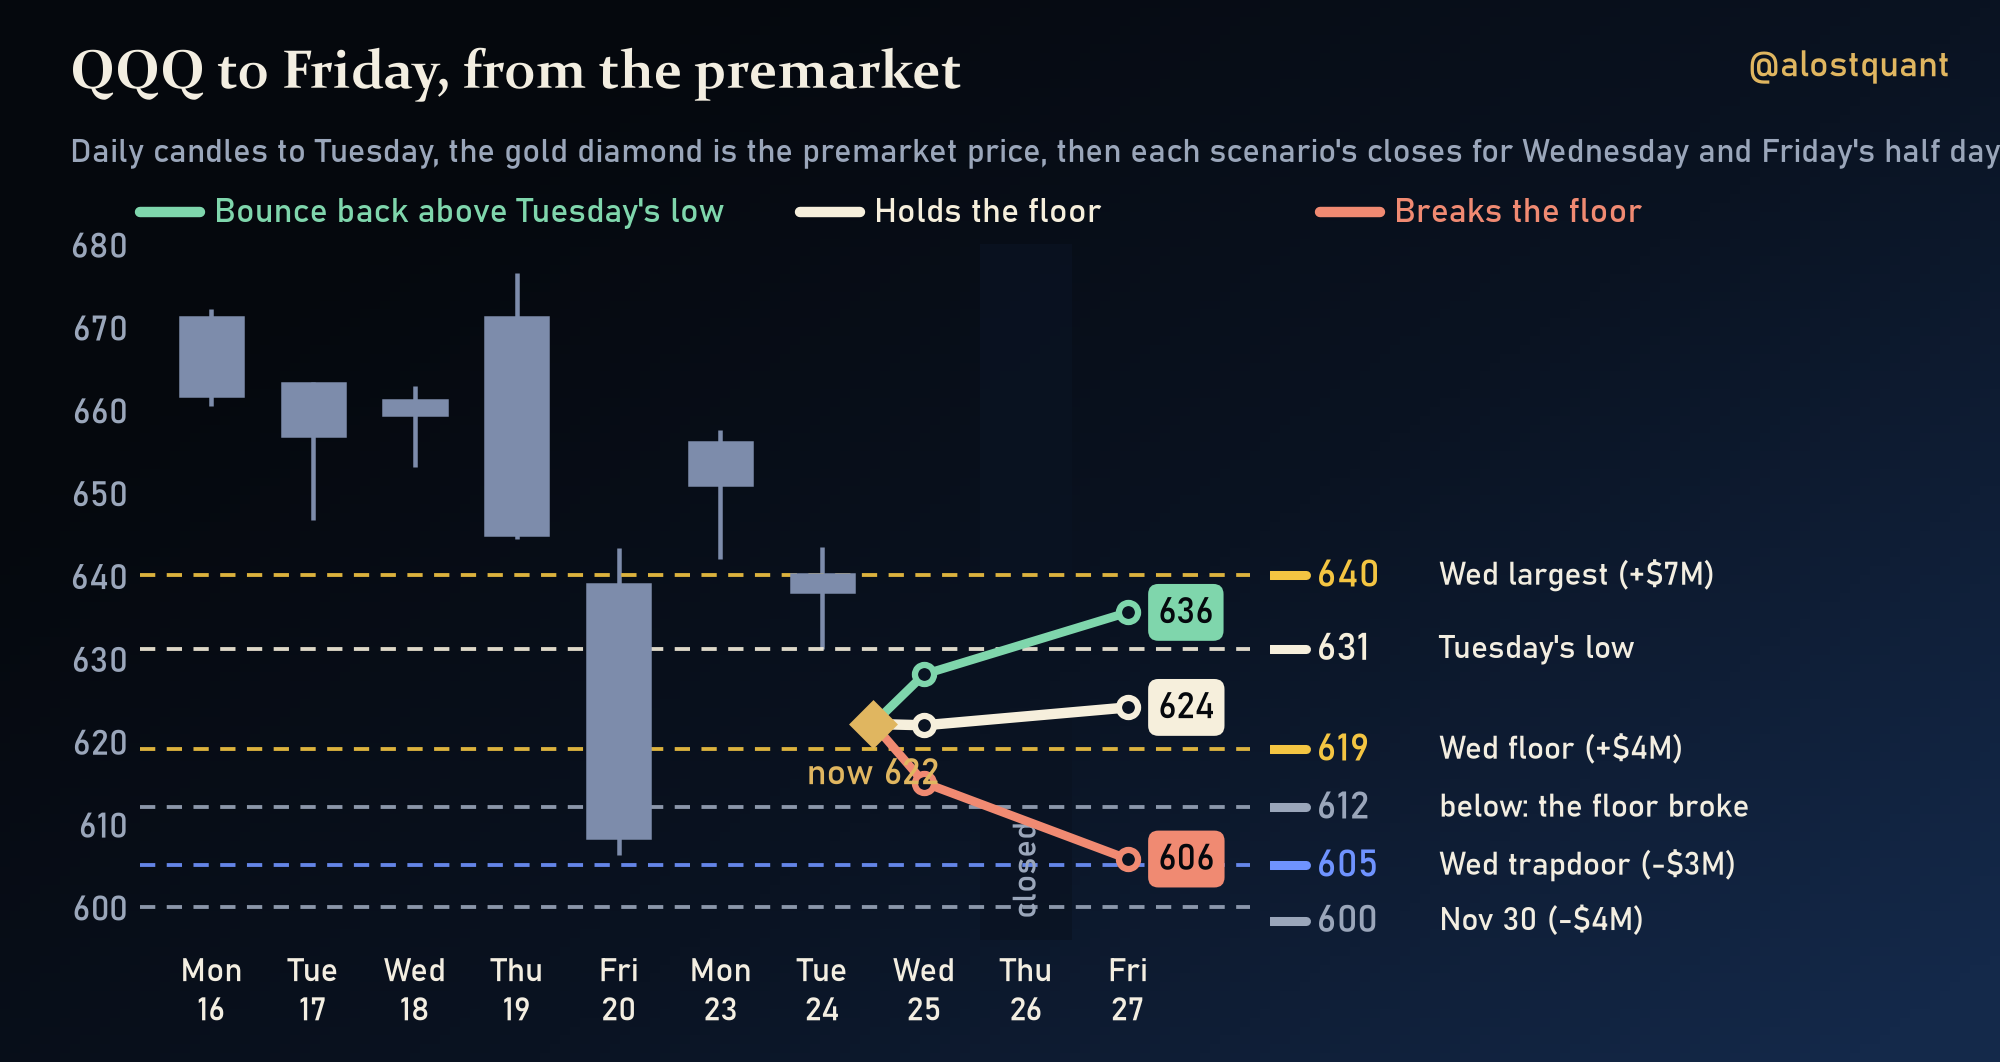 QQQ to Friday, from the premarket
@alostquant
Daily candles to Tuesday, the gold diamond is the premarket price, then each scenario's closes for Wednesday and Friday's half day
Bounce back above Tuesday's low
Holds the floor
Breaks the floor
680
670
660
650
640
630
620
610
600
now 622
closed
636
624
606
640 Wed largest (+$7M)
631 Tuesday's low
619 Wed floor (+$4M)
612 below: the floor broke
605 Wed trapdoor (-$3M)
600 Nov 30 (-$4M)
Mon Tue Wed Thu Fri Mon Tue Wed Thu Fri
16 17 18 19 20 23 24 25 26 27